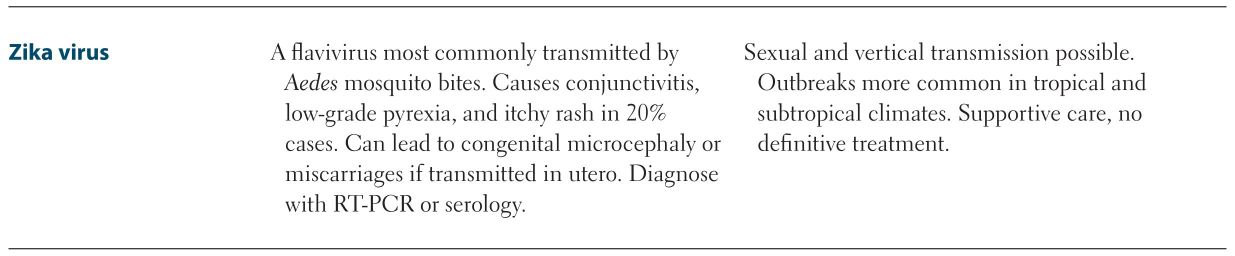 Zika virus
A flavivirus most commonly transmitted by
Aedes mosquito bites. Causes conjunctivitis,
low-grade pyrexia, and itchy rash in 20%
cases. Can lead to congenital microcephaly or
miscarriages if transmitted in utero. Diagnose
with RT-PCR or serology.
Sexual and vertical transmission possible.
Outbreaks more common in tropical and
subtropical climates. Supportive care, no
definitive treatment.